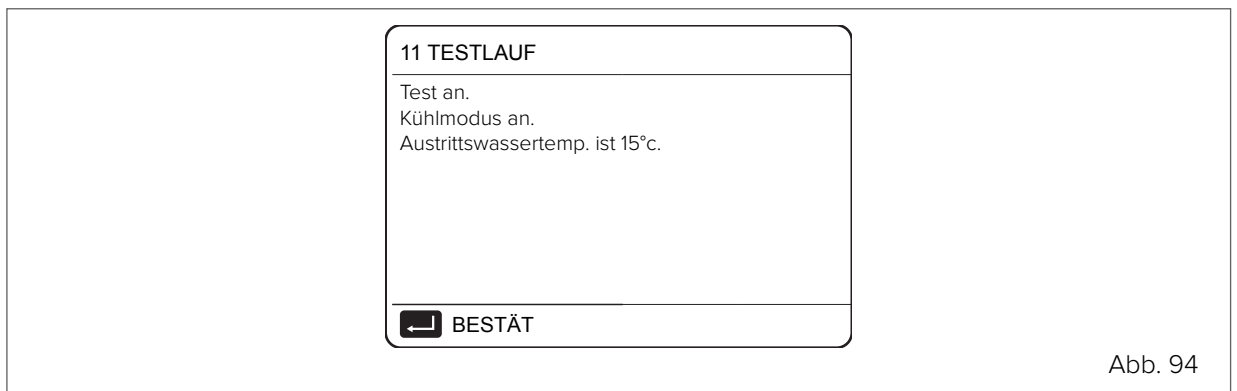 11 TESTLAUF
Test an.
Kühlmodus an.
Austrittswassertemp. ist 15°c.
BESTÄT
Abb. 94